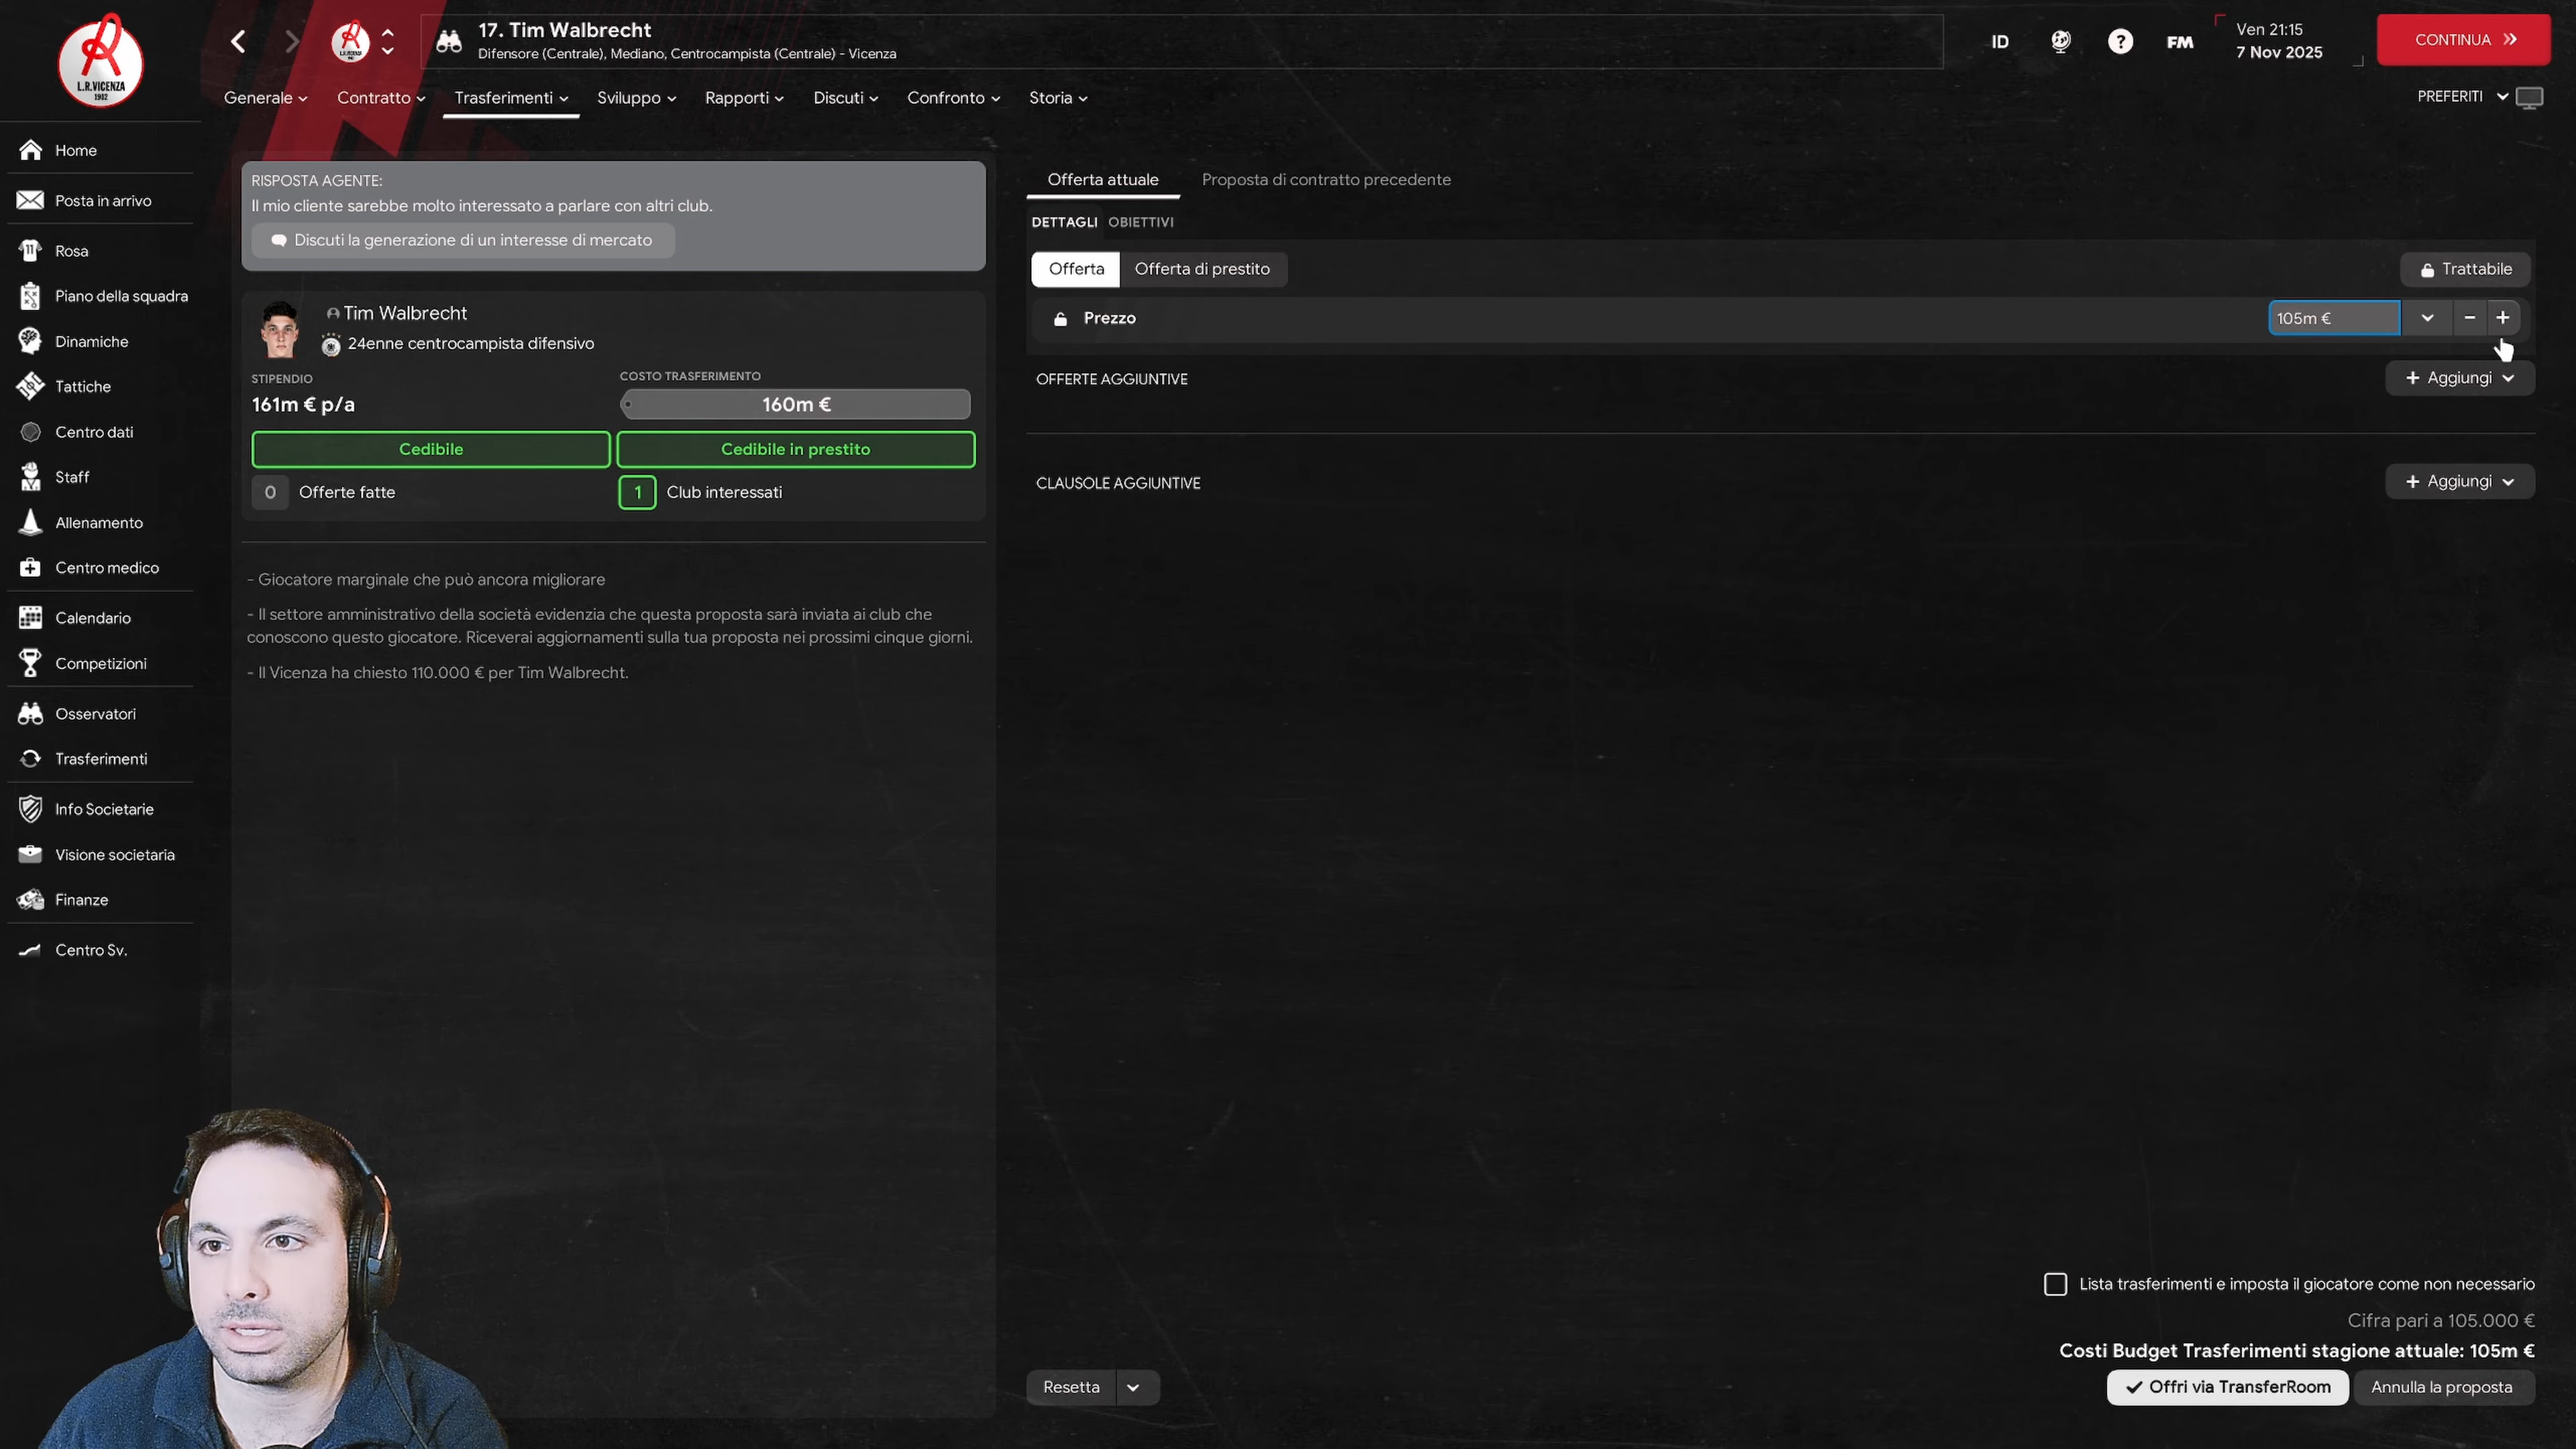 L.R.VICENZA
1902
17. Tim Walbrecht
Difensore (Centrale), Mediano, Centrocampista (Centrale) - Vicenza
ID
?
FM
Ven 21:15
7 Nov 2025
CONTINUA
Generale
Contratto
Trasferimenti
Sviluppo
Rapporti
Discuti
Confronto
Storia
PREFERITI
Home
Posta in arrivo
Rosa
Piano della squadra
Dinamiche
Tattiche
Centro dati
Staff
Allenamento
Centro medico
Calendario
Competizioni
Osservatori
Trasferimenti
Info Societarie
Visione societaria
Finanze
Centro Sv.
RISPOSTA AGENTE:
Il mio cliente sarebbe molto interessato a parlare con altri club.
Discuti la generazione di un interesse di mercato
Tim Walbrecht
24enne centrocampista difensivo
STIPENDIO
161m € p/a
COSTO TRASFERIMENTO
160m €
Cedibile
Cedibile in prestito
0 Offerte fatte
1 Club interessati
- Giocatore marginale che può ancora migliorare
- Il settore amministrativo della società evidenzia che questa proposta sarà inviata ai club che
conoscono questo giocatore. Riceverai aggiornamenti sulla tua proposta nei prossimi cinque giorni.
- Il Vicenza ha chiesto 110.000 € per Tim Walbrecht.
Offerta attuale
Proposta di contratto precedente
DETTAGLI
OBIETTIVI
Offerta
Offerta di prestito
Trattabile
Prezzo
105m €
OFFERTE AGGIUNTIVE
+ Aggiungi
CLAUSOLE AGGIUNTIVE
+ Aggiungi
Lista trasferimenti e imposta il giocatore come non necessario
Cifra pari a 105.000 €
Costi Budget Trasferimenti stagione attuale: 105m €
Resetta
Offri via TransferRoom
Annulla la proposta